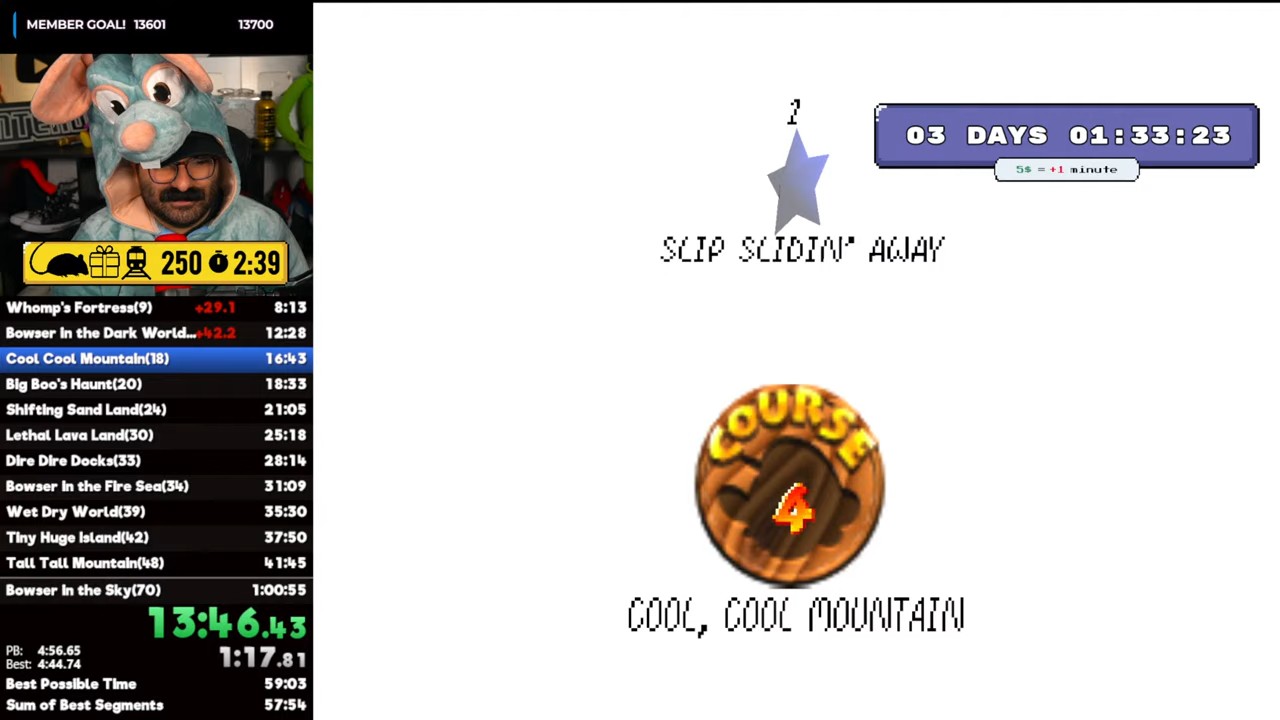 MEMBER GOAL! 13601 13700
250 2:39
Whomp's Fortress(9) +29.1 8:13
Bowser in the Dark World... +42.2 12:28
Cool Cool Mountain(18) 16:43
Big Boo's Haunt(20) 18:33
Shifting Sand Land(24) 21:05
Lethal Lava Land(30) 25:18
Dire Dire Docks(33) 28:14
Bowser in the Fire Sea(34) 31:09
Wet Dry World(39) 35:30
Tiny Huge Island(42) 37:50
Tall Tall Mountain(48) 41:45
Bowser in the Sky(70) 1:00:55
13:46.43
PB: 4:56.65
Best: 4:44.74
1:17.81
Best Possible Time 59:03
Sum of Best Segments 57:54
1
SLIP SLIDIN' AWAY
03 DAYS 01:33:23
5$ = +1 minute
COURSE
4
COOL, COOL MOUNTAIN